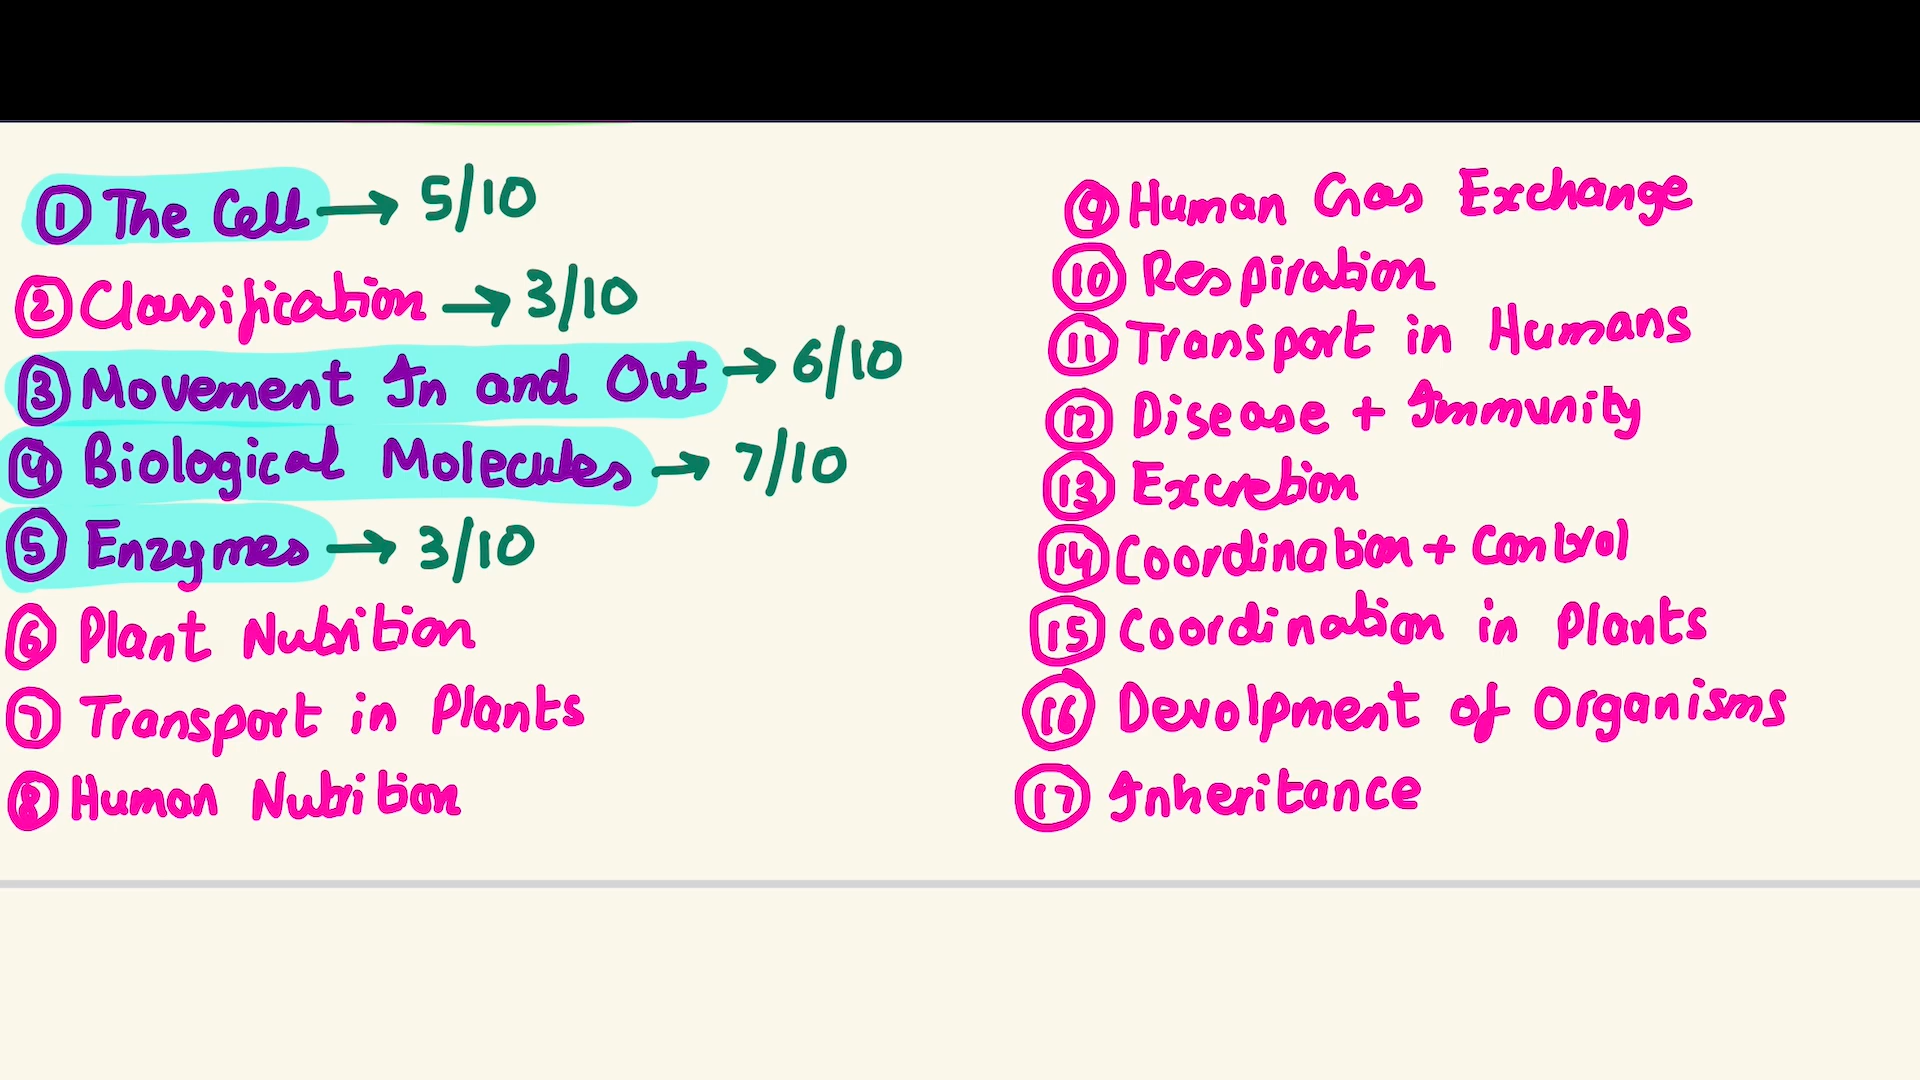 ① The Cell → 5/10
② Classification → 3/10
③ Movement In and Out → 6/10
④ Biological Molecules → 7/10
⑤ Enzymes → 3/10
⑥ Plant Nutrition
⑦ Transport in Plants
⑧ Human Nutrition
⑨ Human Gas Exchange
⑩ Respiration
⑪ Transport in Humans
⑫ Disease + Immunity
⑬ Excretion
⑭ Coordination + Control
⑮ Coordination in Plants
⑯ Devolpment of Organisms
⑰ Inheritance